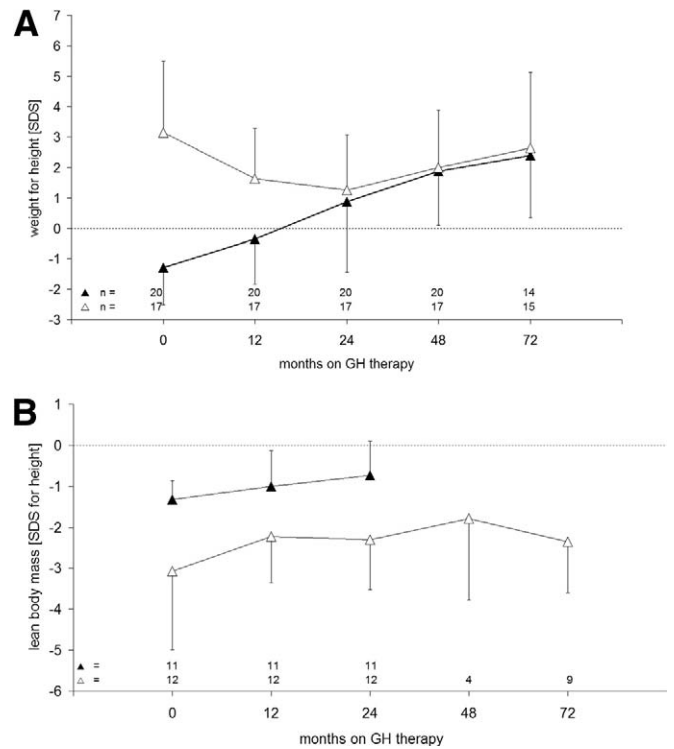 A
7
6
5
4
3
2
1
0
-1
-2
-3
weight for height [SDS]
▲ n = 20 20 20 20 14
△ n = 17 17 17 17 15
0 12 24 48 72
months on GH therapy
B
1
0
-1
-2
-3
-4
-5
-6
lean body mass [SDS for height]
▲ = 11 11 11
△ = 12 12 12 4 9
0 12 24 48 72
months on GH therapy